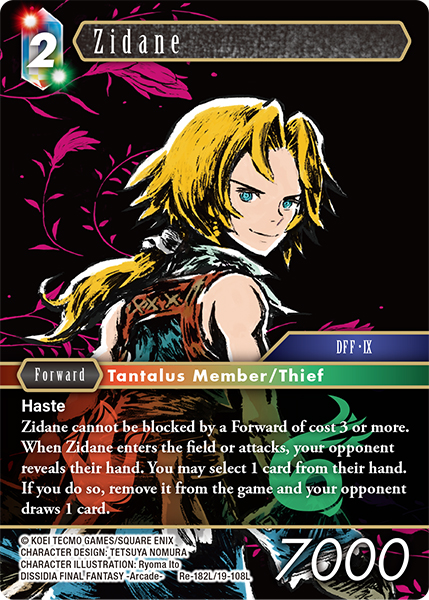 2
Zidane
DFF・IX
Forward
Tantalus Member/Thief
Haste
Zidane cannot be blocked by a Forward of cost 3 or more.
When Zidane enters the field or attacks, your opponent
reveals their hand. You may select 1 card from their hand.
If you do so, remove it from the game and your opponent
draws 1 card.
© KOEI TECMO GAMES/SQUARE ENIX
CHARACTER DESIGN: TETSUYA NOMURA
CHARACTER ILLUSTRATION: Ryoma Ito
DISSIDIA FINAL FANTASY -Arcade- Re-182L/19-108L
7000